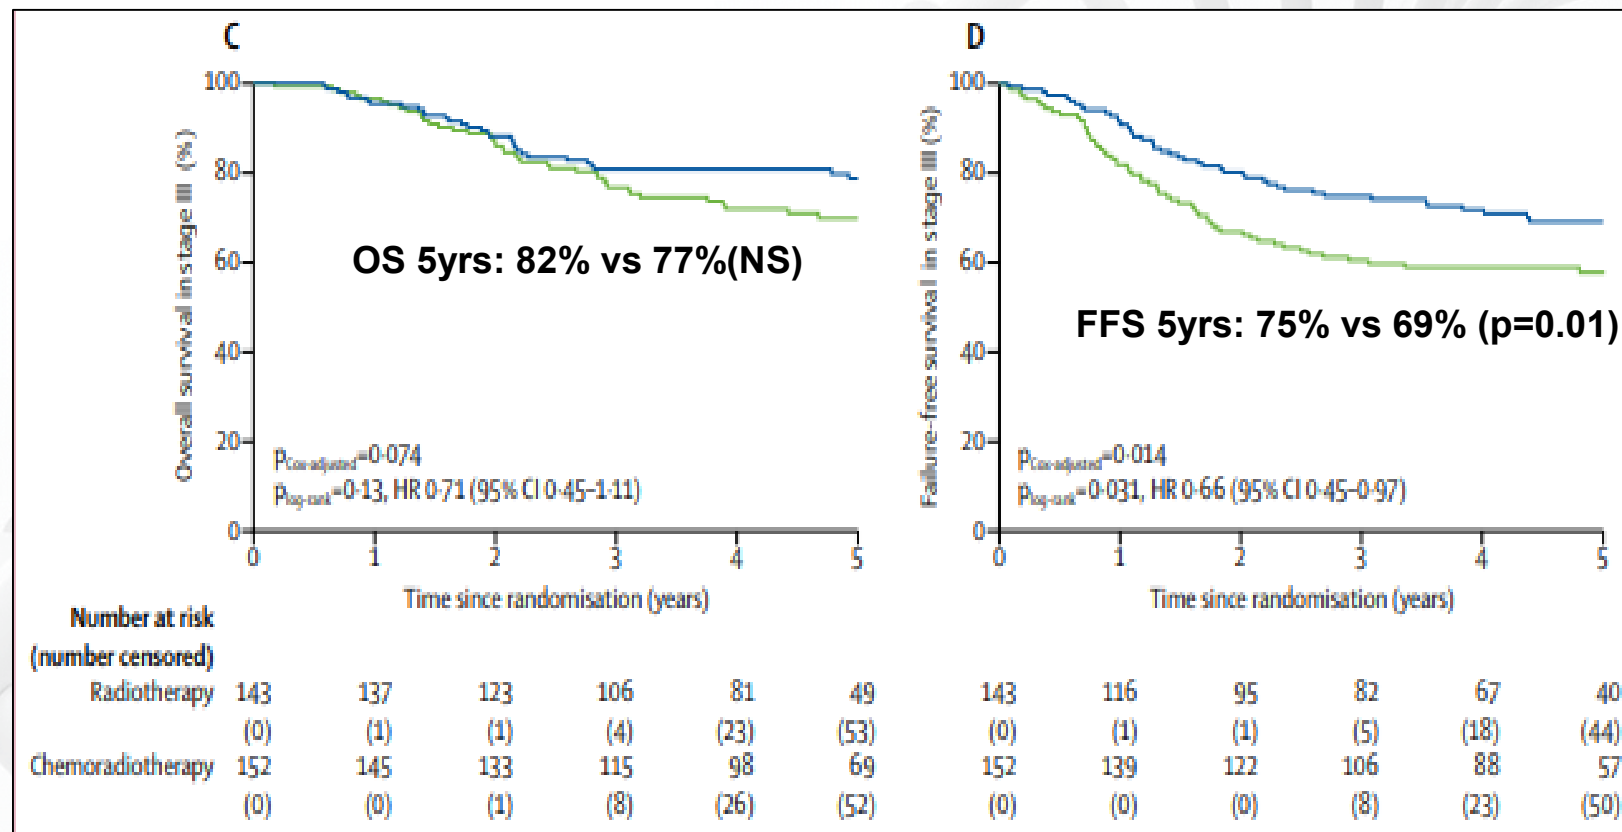 C
D
100
80
60
40
20
0
Overall survival in stage III (%)
OS 5yrs: 82% vs 77%(NS)
pCox-adjusted=0·074
plog-rank=0·13, HR 0·71 (95% CI 0·45–1·11)
0 1 2 3 4 5
Time since randomisation (years)
100
80
60
40
20
0
Failure-free survival in stage III (%)
FFS 5yrs: 75% vs 69% (p=0.01)
pCox-adjusted=0·014
plog-rank=0·031, HR 0·66 (95% CI 0·45–0·97)
0 1 2 3 4 5
Time since randomisation (years)
Number at risk
(number censored)
Radiotherapy 143 137 123 106 81 49 143 116 95 82 67 40
(0) (1) (1) (4) (23) (53) (0) (1) (1) (5) (18) (44)
Chemoradiotherapy 152 145 133 115 98 69 152 139 122 106 88 57
(0) (0) (1) (8) (26) (52) (0) (0) (0) (8) (23) (50)